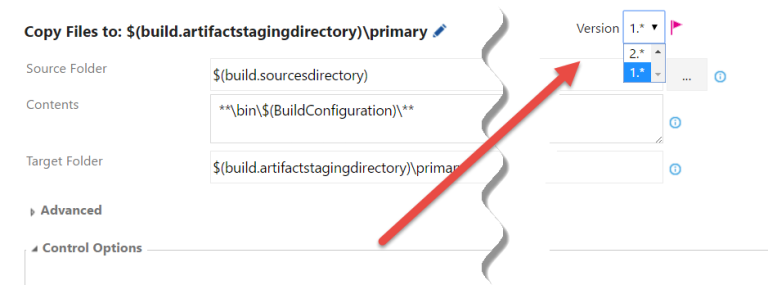 Copy Files to: $(build.artifactstagingdirectory)\primary
Version 1.*
2.*
1.*
Source Folder
$(build.sourcesdirectory)
...
Contents
**\bin\$(BuildConfiguration)\**
Target Folder
$(build.artifactstagingdirectory)\primary
Advanced
Control Options